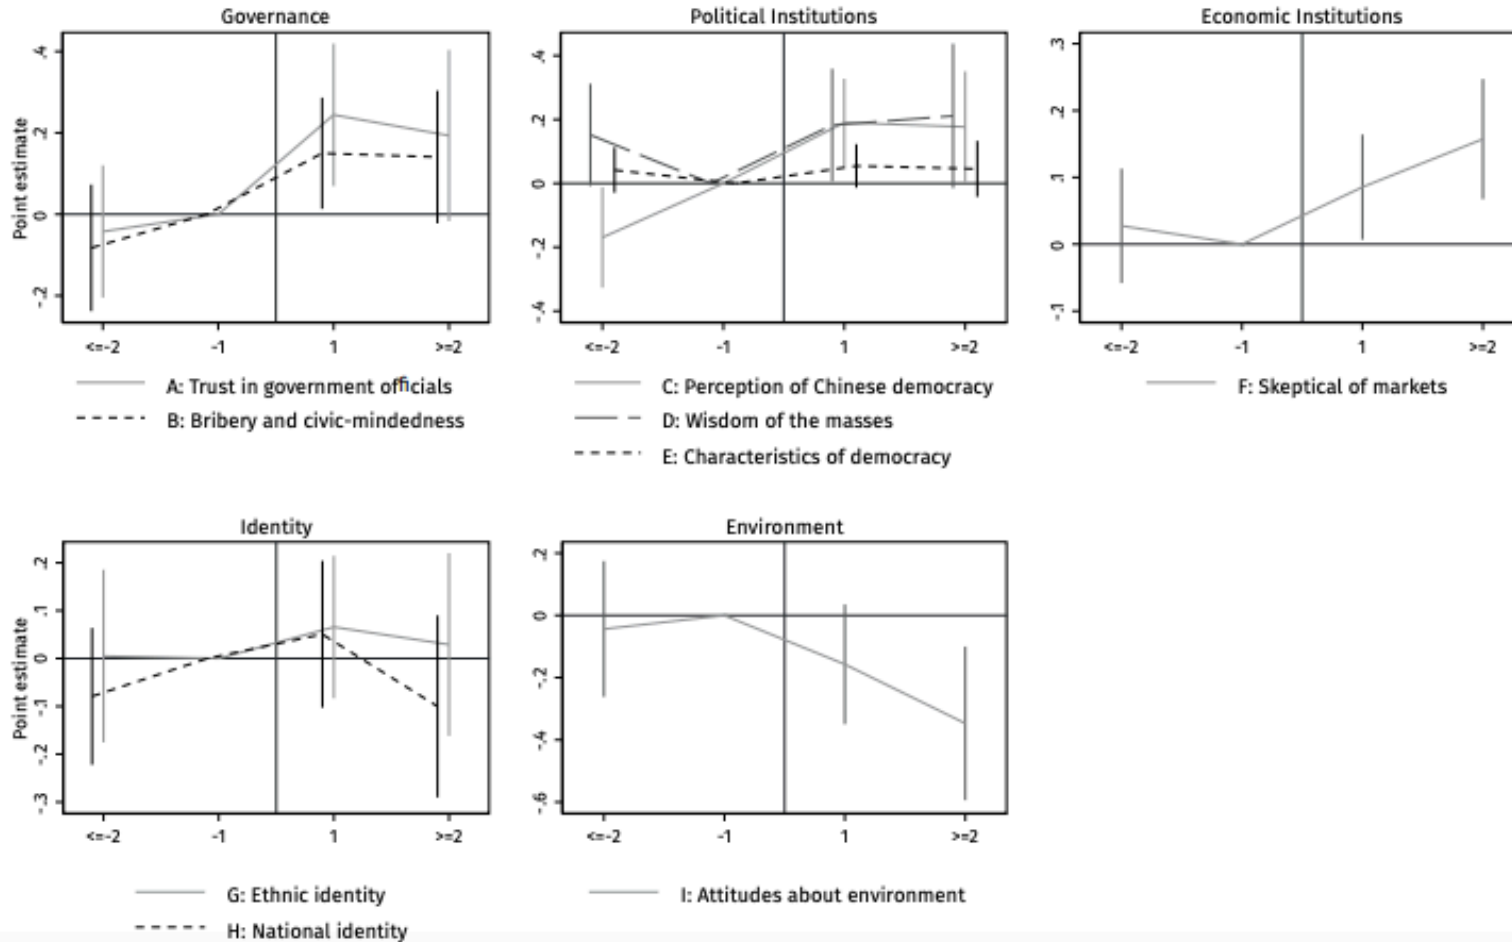 Governance
.4
.2
0
-.2
Point estimate
<=-2 -1 1 >=2
A: Trust in government officials
B: Bribery and civic-mindedness
Political Institutions
.4
.2
0
-.2
-.4
<=-2 -1 1 >=2
C: Perception of Chinese democracy
D: Wisdom of the masses
E: Characteristics of democracy
Economic Institutions
.3
.2
.1
0
-.1
<=-2 -1 1 >=2
F: Skeptical of markets
Identity
.2
.1
0
-.1
-.2
-.3
Point estimate
<=-2 -1 1 >=2
G: Ethnic identity
H: National identity
Environment
.2
0
-.2
-.4
-.6
<=-2 -1 1 >=2
I: Attitudes about environment